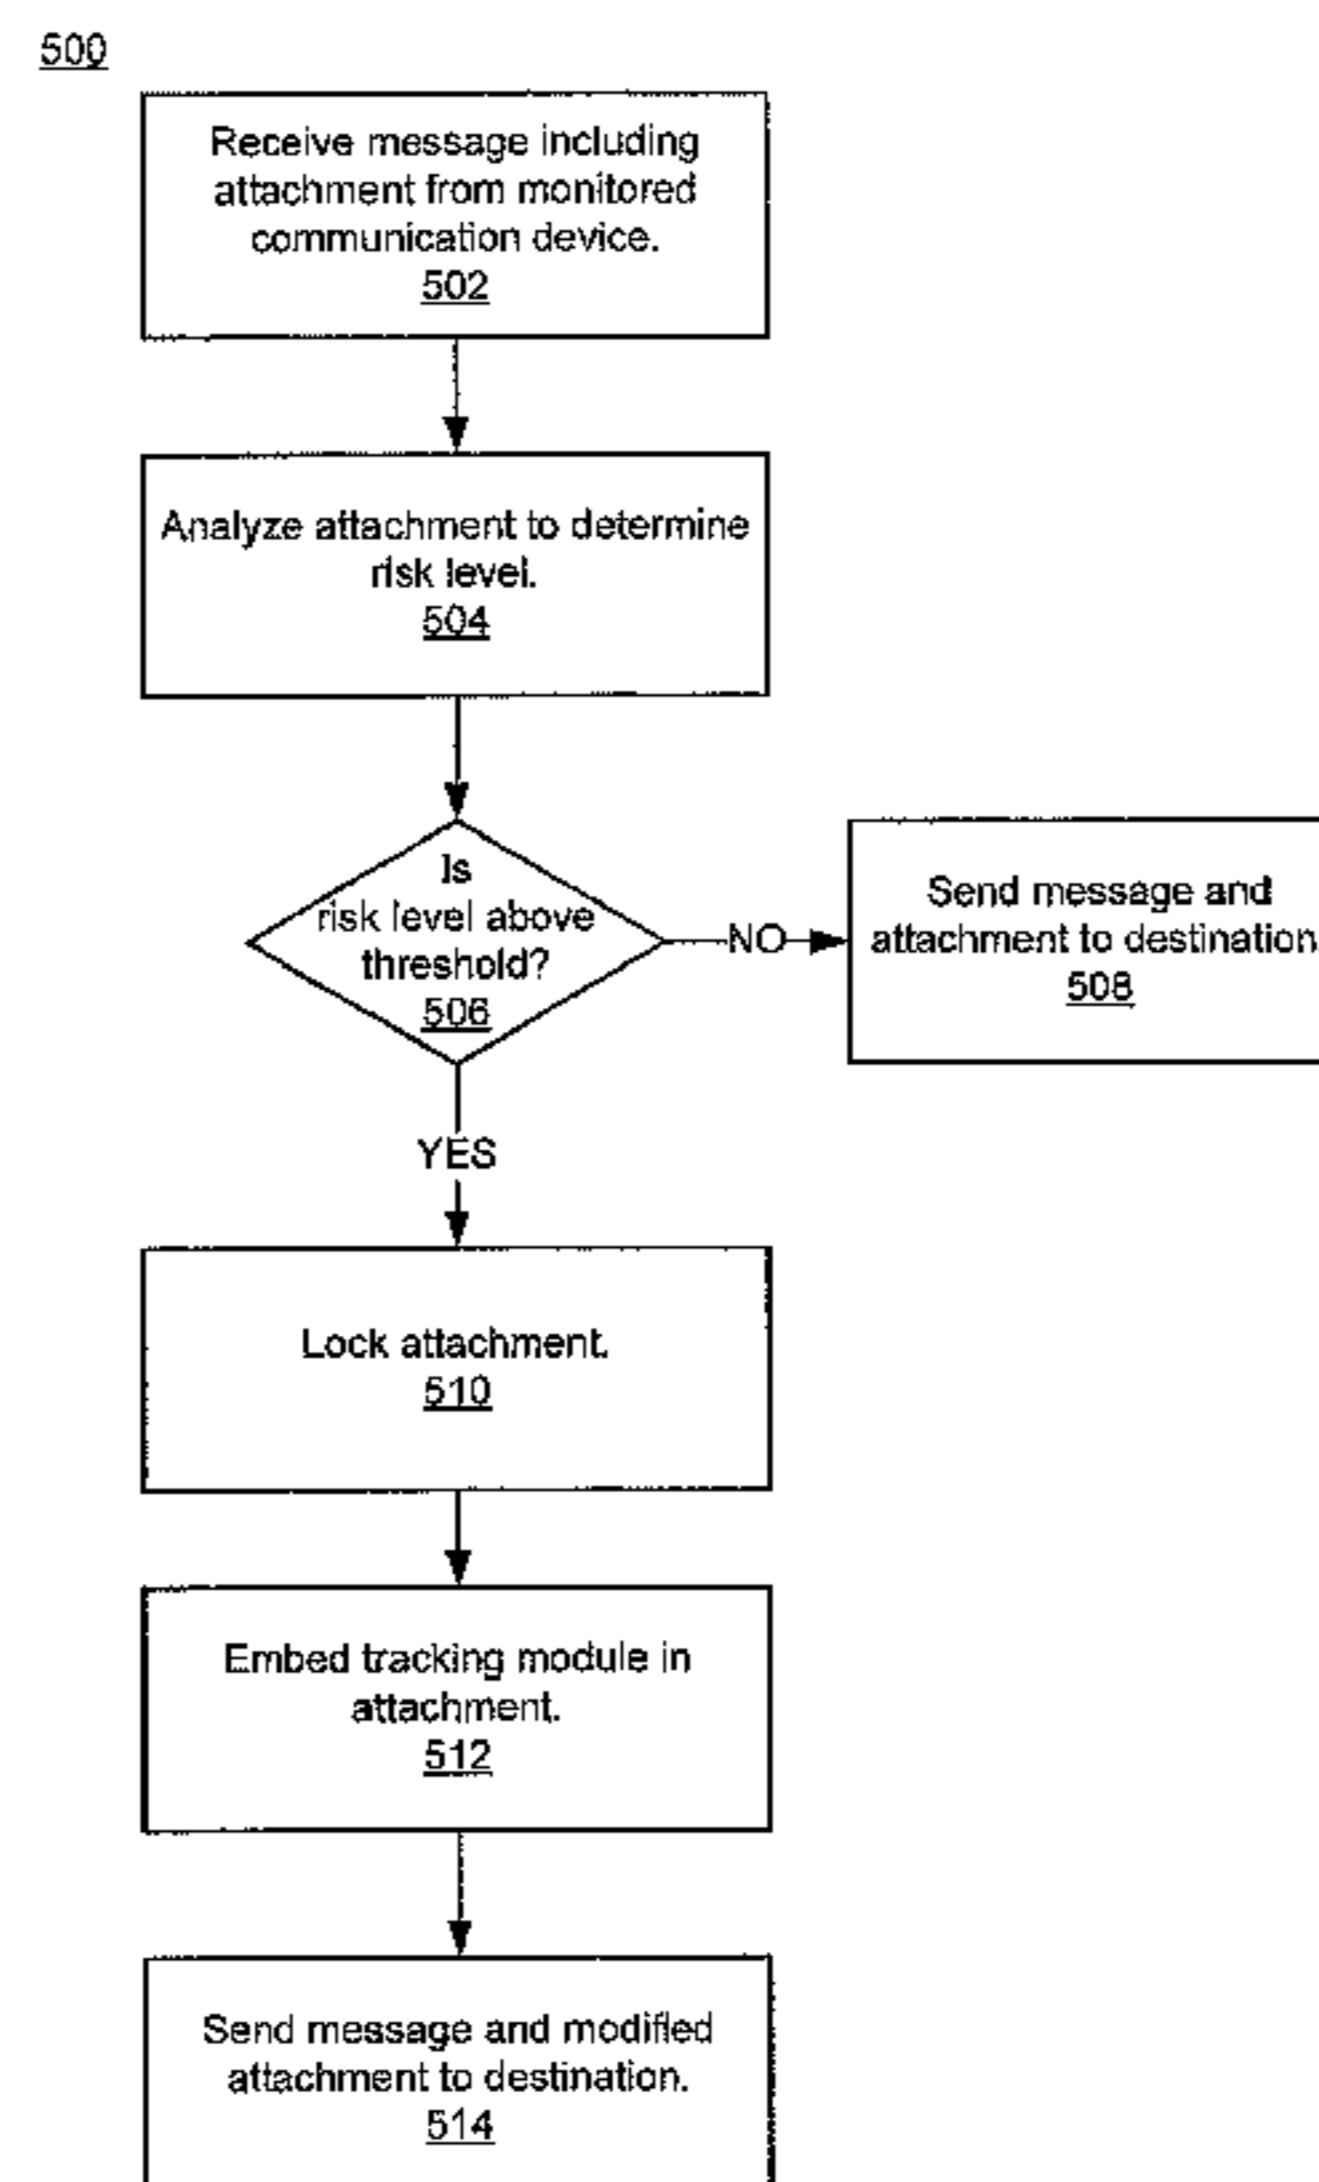 500
Receive message including
attachment from monitored
communication device.
502
Analyze attachment to determine
risk level.
504
Is
risk level above
threshold?
506
NO
Send message and
attachment to destination.
508
YES
Lock attachment.
510
Embed tracking module in
attachment.
512
Send message and modified
attachment to destination.
514